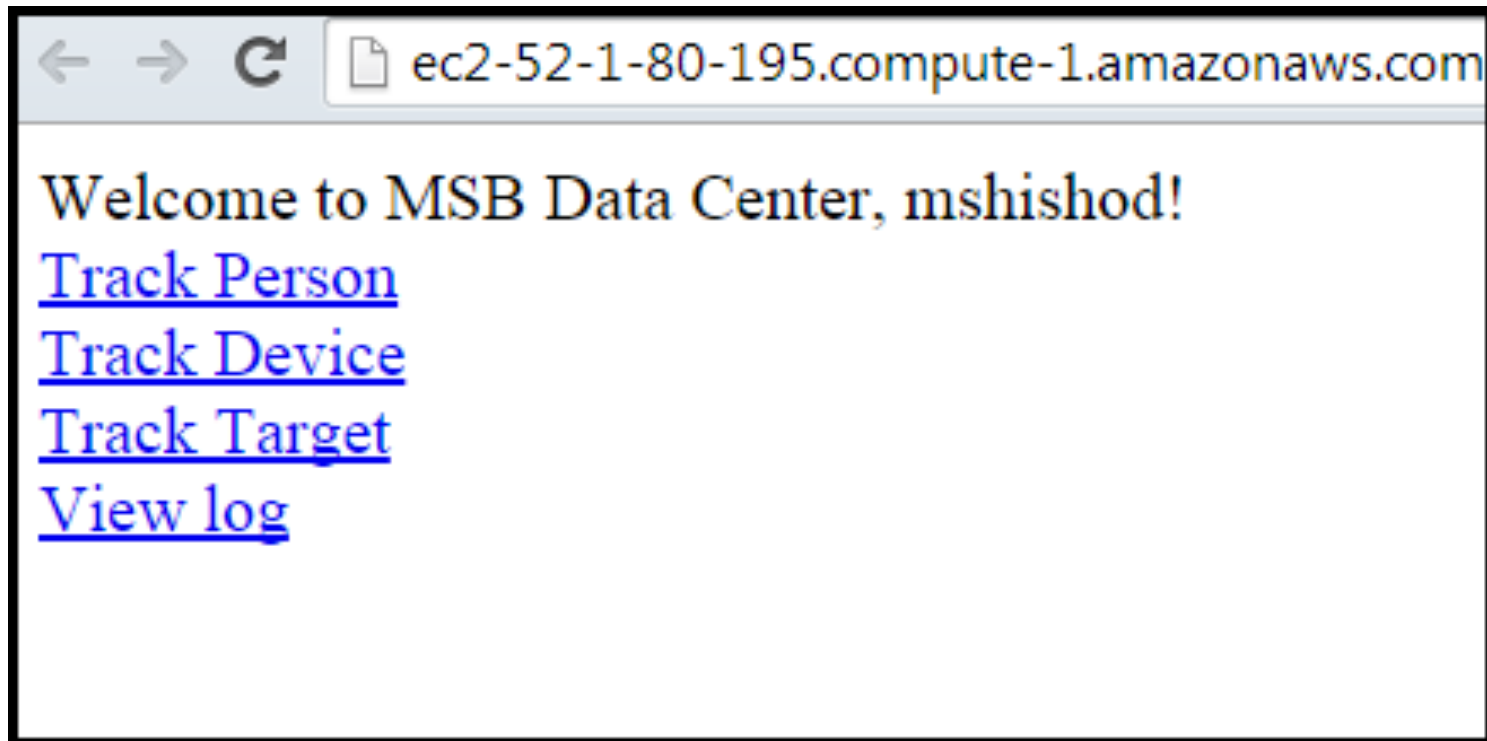 ec2-52-1-80-195.compute-1.amazonaws.com
Welcome to MSB Data Center, mshishod!
Track Person
Track Device
Track Target
View log